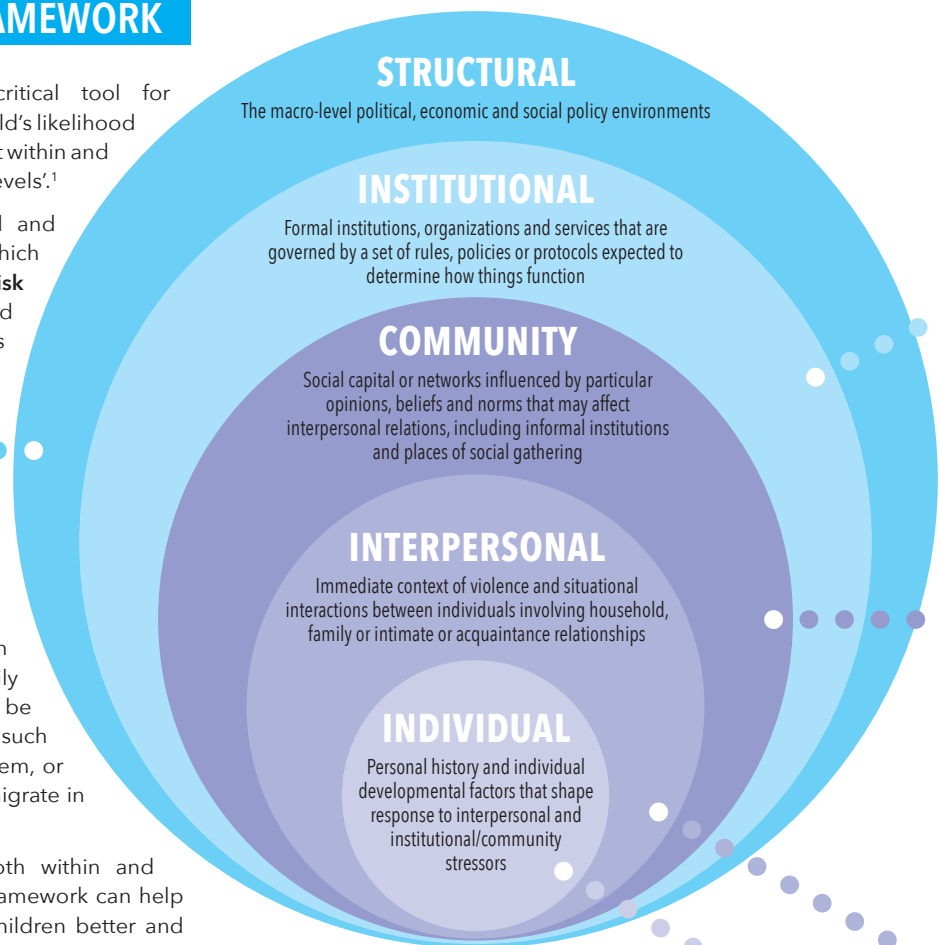 AMEWORK
critical tool for
ld's likelihood
t within and
evels'.¹
l and
hich
isk
d
s
n
ily
be
such
em, or
igrate in
oth within and
amework can help
hildren better and
STRUCTURAL
The macro-level political, economic and social policy environments
INSTITUTIONAL
Formal institutions, organizations and services that are
governed by a set of rules, policies or protocols expected to
determine how things function
COMMUNITY
Social capital or networks influenced by particular
opinions, beliefs and norms that may affect
interpersonal relations, including informal institutions
and places of social gathering
INTERPERSONAL
Immediate context of violence and situational
interactions between individuals involving household,
family or intimate or acquaintance relationships
INDIVIDUAL
Personal history and individual
developmental factors that shape
response to interpersonal and
institutional/community
stressors